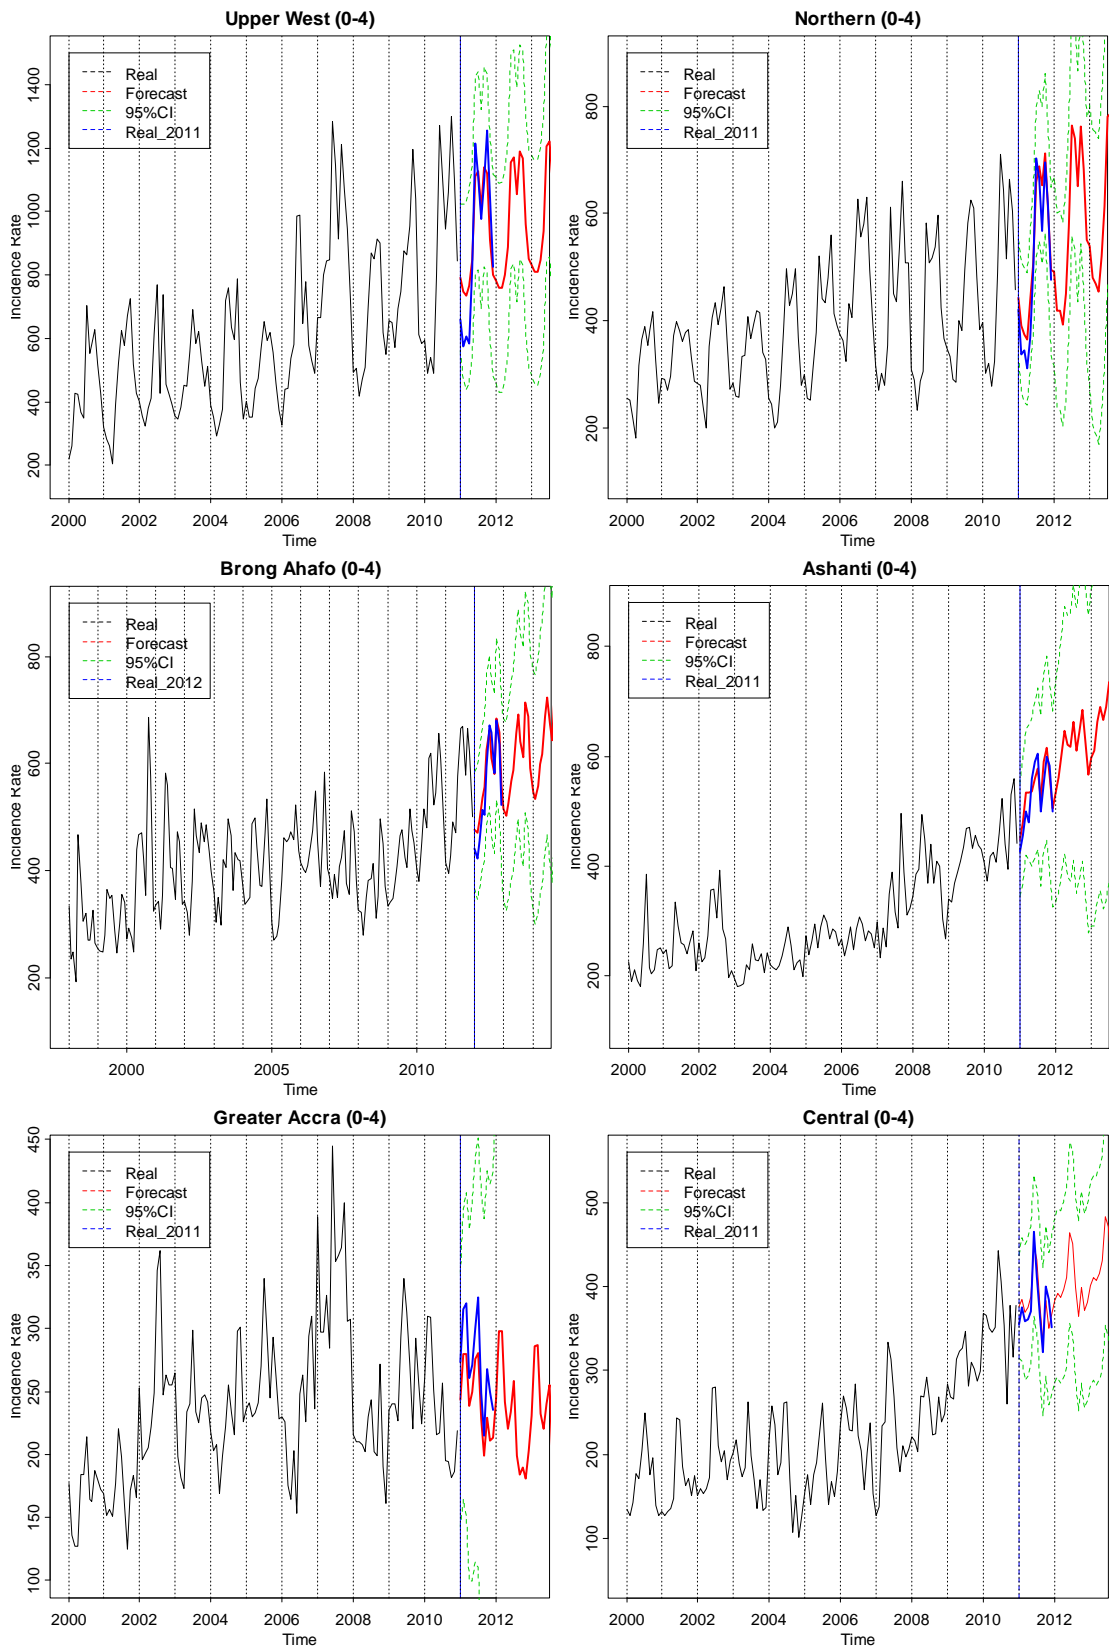 Upper West (0-4)
Incidence Rate
200 400 600 800 1000 1200 1400
Real
Forecast
95%CI
Real_2011
2000 2002 2004 2006 2008 2010 2012
Time
Northern (0-4)
Incidence Rate
200 400 600 800
Real
Forecast
95%CI
Real_2011
2000 2002 2004 2006 2008 2010 2012
Time
Brong Ahafo (0-4)
Incidence Rate
200 400 600 800
Real
Forecast
95%CI
Real_2012
2000 2005 2010
Time
Ashanti (0-4)
Incidence Rate
200 400 600 800
Real
Forecast
95%CI
Real_2011
2000 2002 2004 2006 2008 2010 2012
Time
Greater Accra (0-4)
Incidence Rate
100 150 200 250 300 350 400 450
Real
Forecast
95%CI
Real_2011
2000 2002 2004 2006 2008 2010 2012
Time
Central (0-4)
Incidence Rate
100 200 300 400 500
Real
Forecast
95%CI
Real_2011
2000 2002 2004 2006 2008 2010 2012
Time